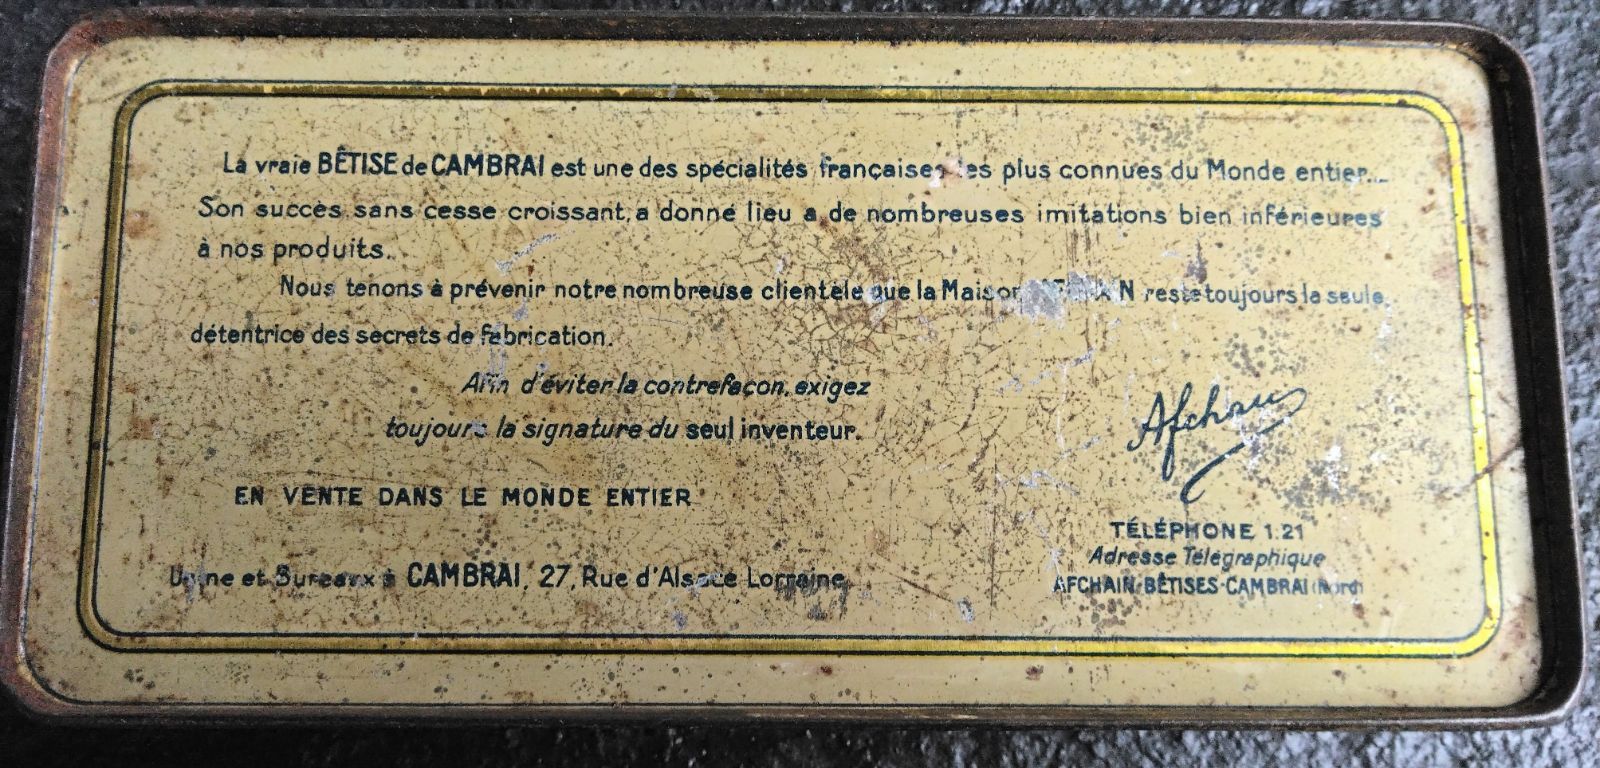 La vraie BÊTISE de CAMBRAI est une des spécialités françaises les plus connues du Monde entier...
Son succès sans cesse croissant, a donné lieu a de nombreuses imitations bien inférieures
à nos produits.
Nous tenons à prévenir notre nombreuse clientèle que la Maison AFCHAIN reste toujours la seule
détentrice des secrets de fabrication.
Afin d'éviter la contrefaçon, exigez
toujours la signature du seul inventeur.
Afchain
EN VENTE DANS LE MONDE ENTIER
TÉLÉPHONE 1.21
Adresse Télégraphique
AFCHAIN-BÊTISES-CAMBRAI (Nord)
Usine et Bureaux à CAMBRAI, 27, Rue d'Alsace Lorraine